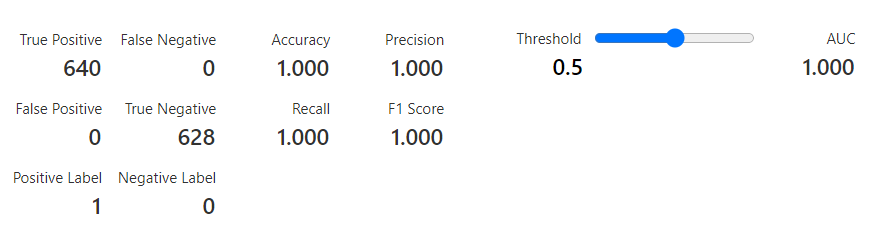 True Positive False Negative Accuracy Precision Threshold AUC
640 0 1.000 1.000 0.5 1.000
False Positive True Negative Recall F1 Score
0 628 1.000 1.000
Positive Label Negative Label
1 0